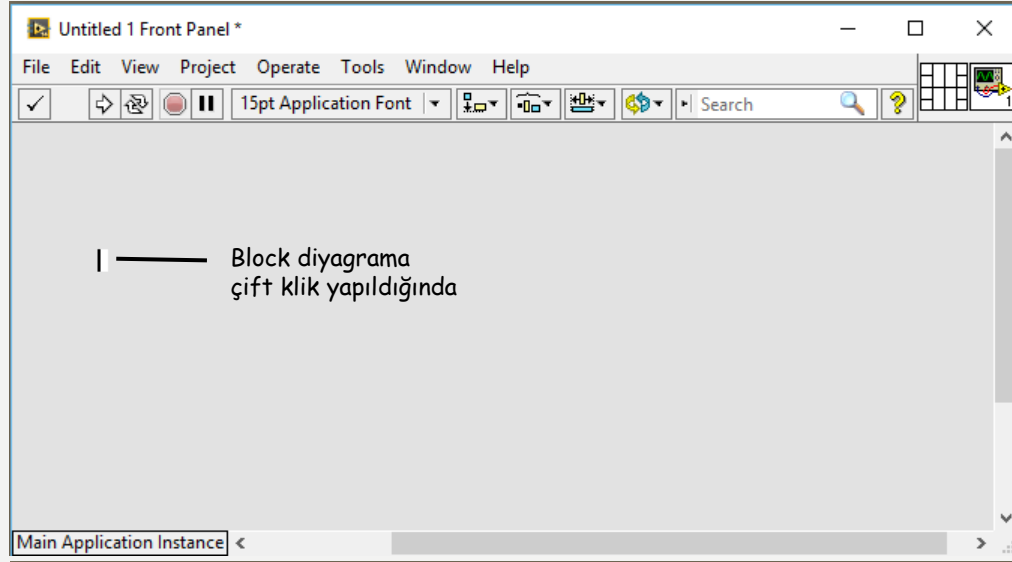 Untitled 1 Front Panel *
File Edit View Project Operate Tools Window Help
15pt Application Font Search ?
1
Block diyagrama
çift klik yapıldığında
Main Application Instance